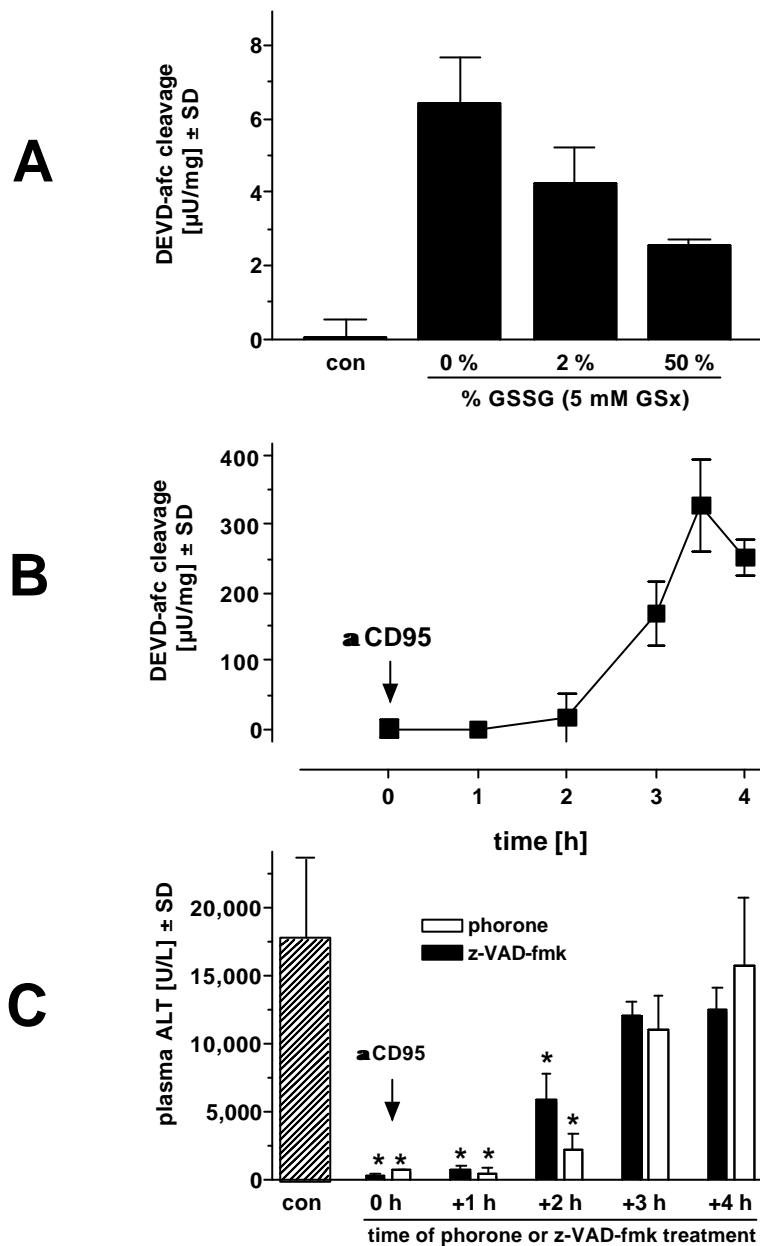 A
DEVD-afc cleavage
[µU/mg] ± SD
8
6
4
2
0
con
0 %
2 %
50 %
% GSSG (5 mM GSx)
B
DEVD-afc cleavage
[µU/mg] ± SD
400
300
200
100
0
a CD95
0
1
2
3
4
time [h]
C
plasma ALT [U/L] ± SD
20,000
15,000
10,000
5,000
0
phorone
z-VAD-fmk
aCD95
* *
* *
*
*
con
0 h
+1 h
+2 h
+3 h
+4 h
time of phorone or z-VAD-fmk treatment